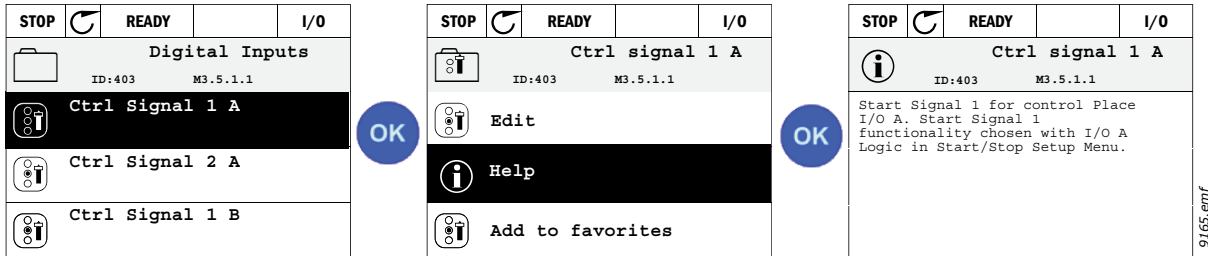 STOP READY I/O
Digital Inputs
ID:403 M3.5.1.1
Ctrl Signal 1 A
Ctrl Signal 2 A
Ctrl Signal 1 B
OK
STOP READY I/O
Ctrl signal 1 A
ID:403 M3.5.1.1
Edit
Help
Add to favorites
OK
STOP READY I/O
Ctrl signal 1 A
ID:403 M3.5.1.1
Start Signal 1 for control Place
I/O A. Start Signal 1
functionality chosen with I/O A
Logic in Start/Stop Setup Menu.
9165.emf